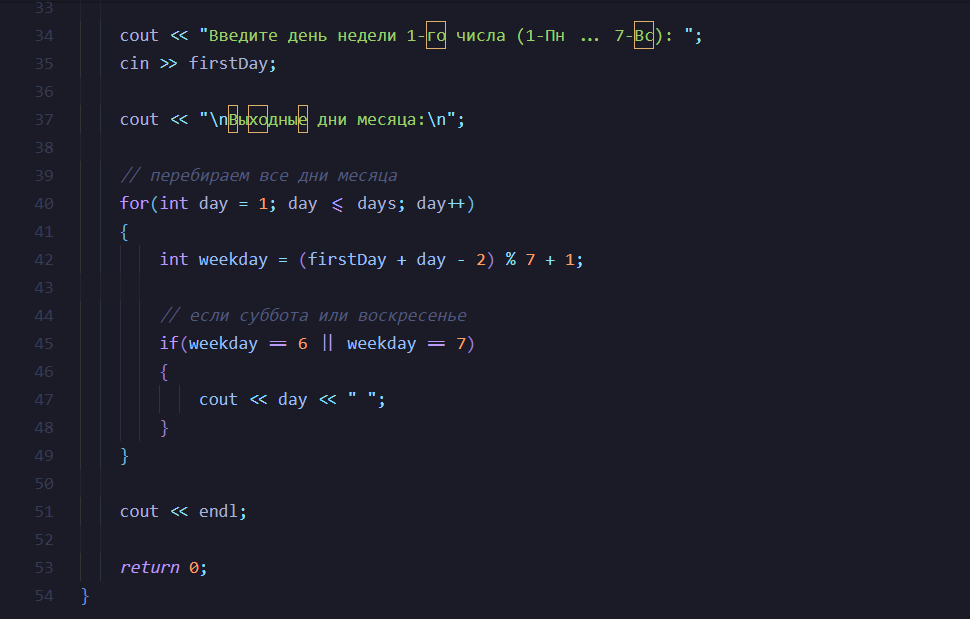 33
34 cout << "Введите день недели 1-го числа (1-Пн ... 7-Вс): ";
35 cin >> firstDay;
36
37 cout << "\nВыходные дни месяца:\n";
38
39 // перебираем все дни месяца
40 for(int day = 1; day <= days; day++)
41 {
42 int weekday = (firstDay + day - 2) % 7 + 1;
43
44 // если суббота или воскресенье
45 if(weekday == 6 || weekday == 7)
46 {
47 cout << day << " ";
48 }
49 }
50
51 cout << endl;
52
53 return 0;
54 }